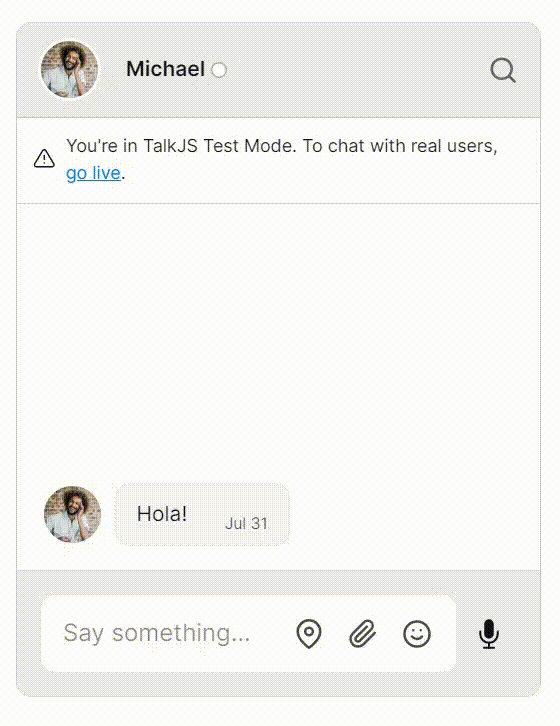 Michael
You're in TalkJS Test Mode. To chat with real users,
go live.
Hola!
Jul 31
Say something...